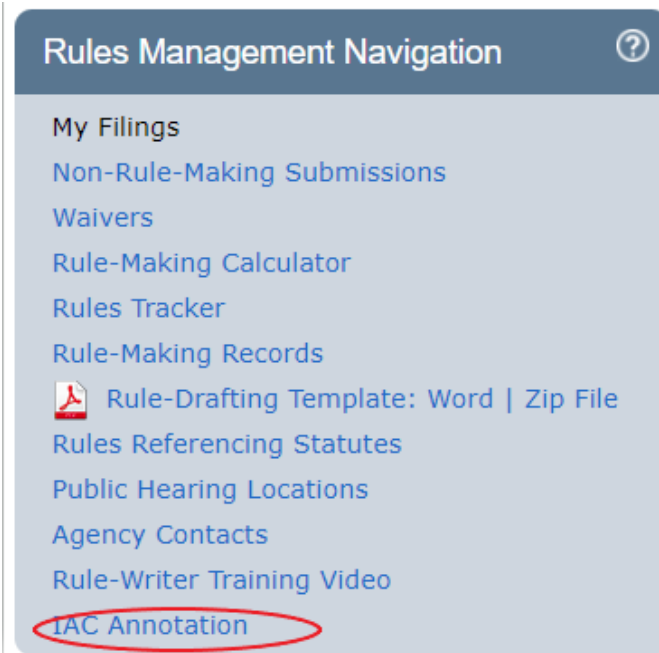 Rules Management Navigation
My Filings
Non-Rule-Making Submissions
Waivers
Rule-Making Calculator
Rules Tracker
Rule-Making Records
Rule-Drafting Template: Word | Zip File
Rules Referencing Statutes
Public Hearing Locations
Agency Contacts
Rule-Writer Training Video
IAC Annotation